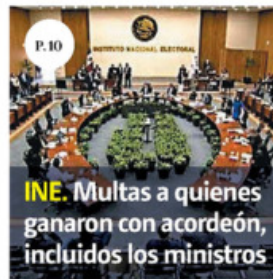 P. 10
INSTITUTO NACIONAL ELECTORAL
INE. Multas a quienes
ganaron con acordeón,
incluidos los ministros